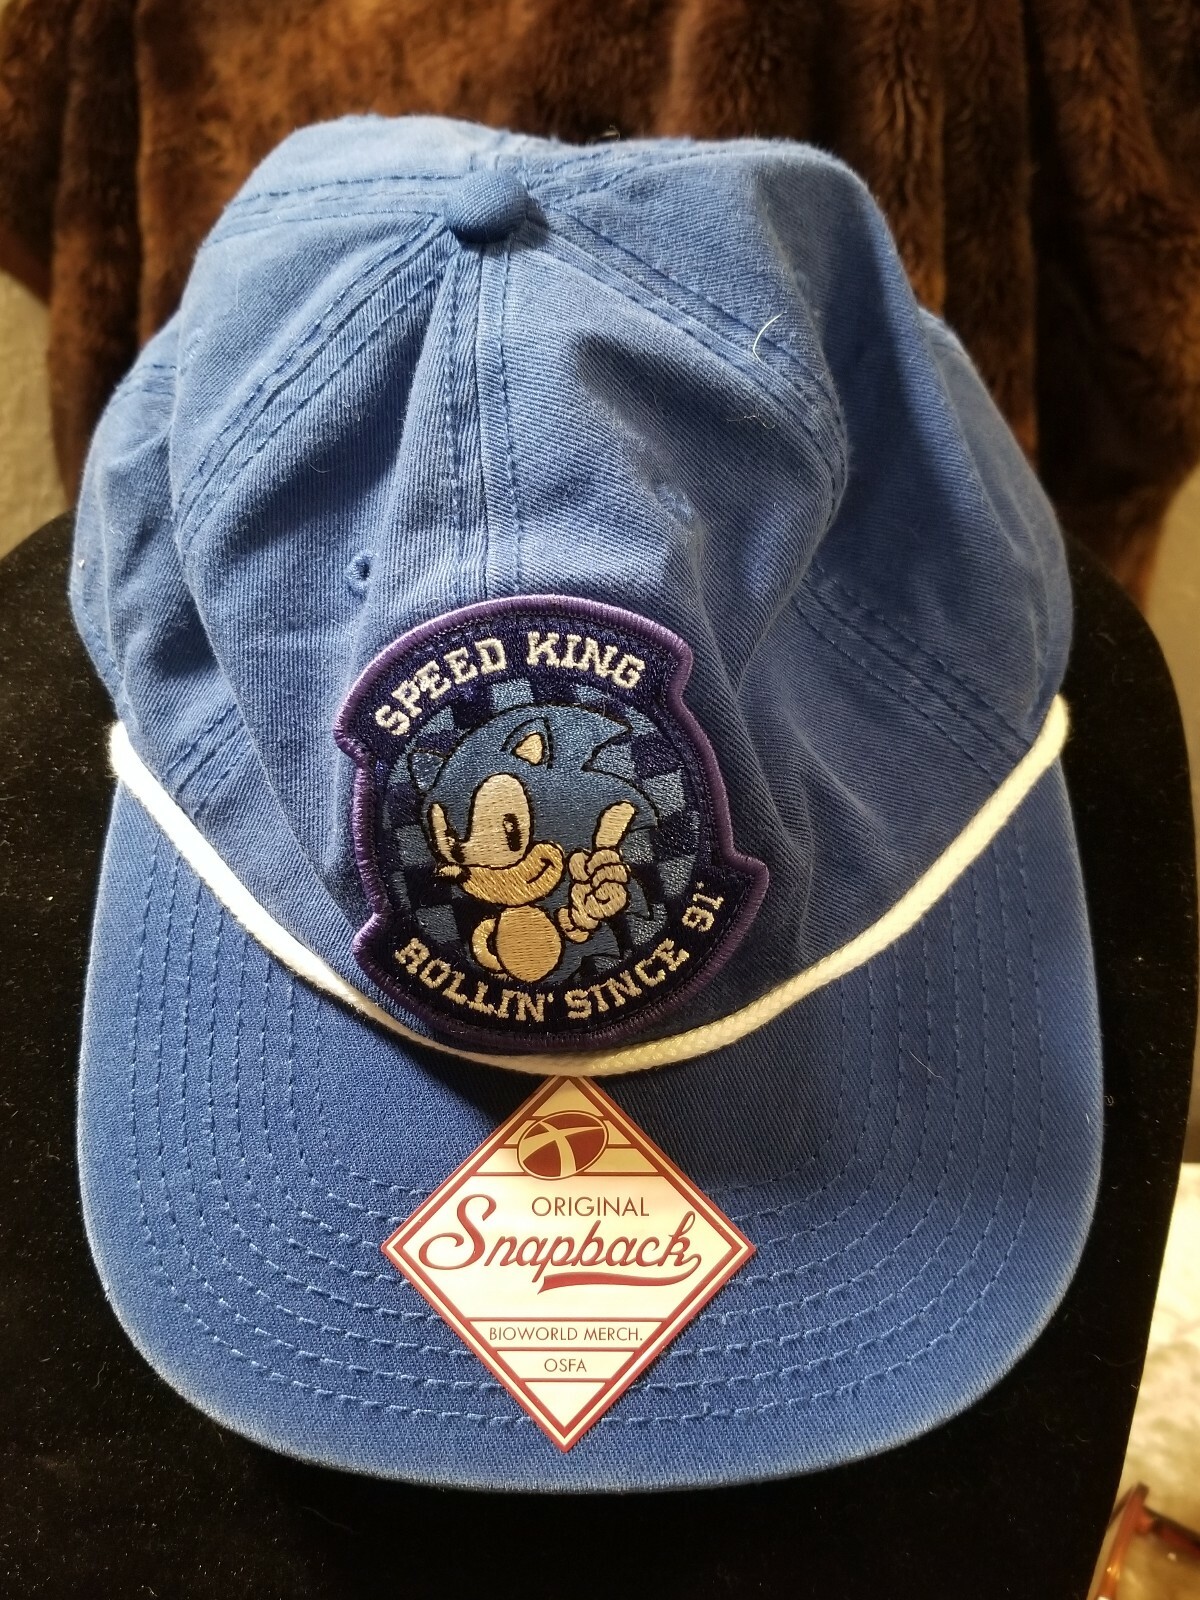 SPEED KING
ROLLIN' SINCE 91'
ORIGINAL
Snapback
BIOWORLD MERCH.
OSFA